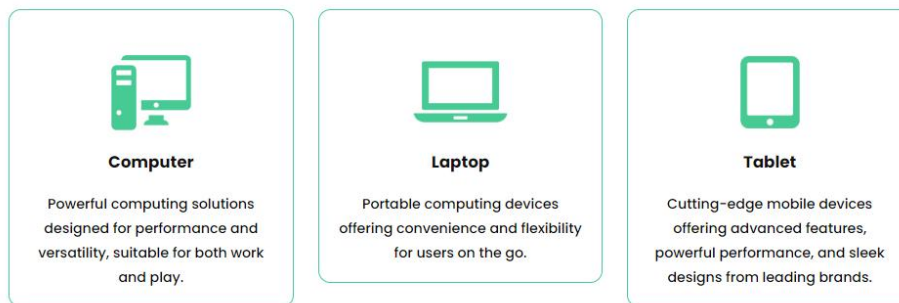 Computer
Powerful computing solutions
designed for performance and
versatility, suitable for both work
and play.
Laptop
Portable computing devices
offering convenience and flexibility
for users on the go.
Tablet
Cutting-edge mobile devices
offering advanced features,
powerful performance, and sleek
designs from leading brands.